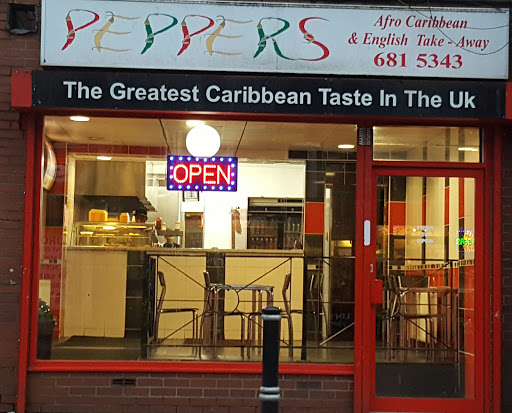 PEPPERS
Afro Caribbean
& English Take - Away
681 5343
The Greatest Caribbean Taste In The Uk
OPEN